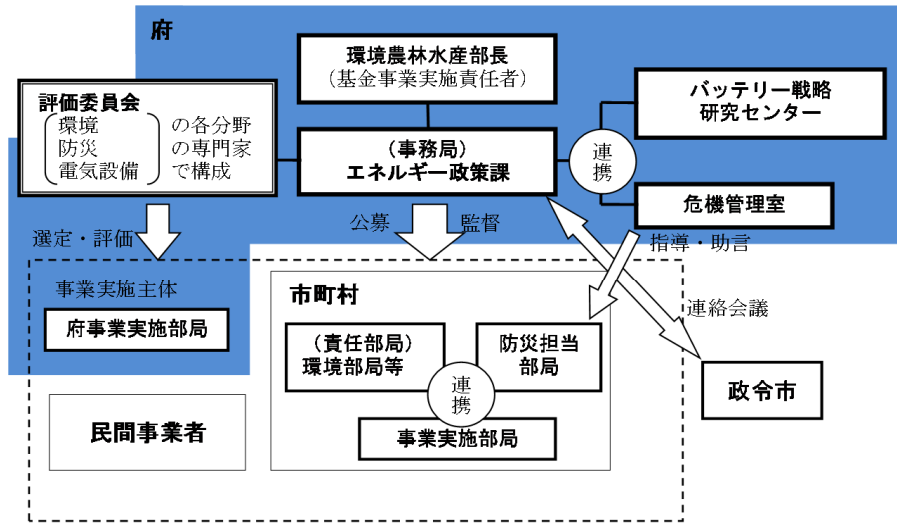 府
環境農林水産部長
（基金事業実施責任者）
評価委員会
環境
防災
電気設備
の各分野
の専門家
で構成
（事務局）
エネルギー政策課
連携
バッテリー戦略
研究センター
危機管理室
選定・評価
公募
監督
指導・助言
連絡会議
事業実施主体
府事業実施部局
市町村
（責任部局）
環境部局等
防災担当
部局
連携
事業実施部局
政令市
民間事業者